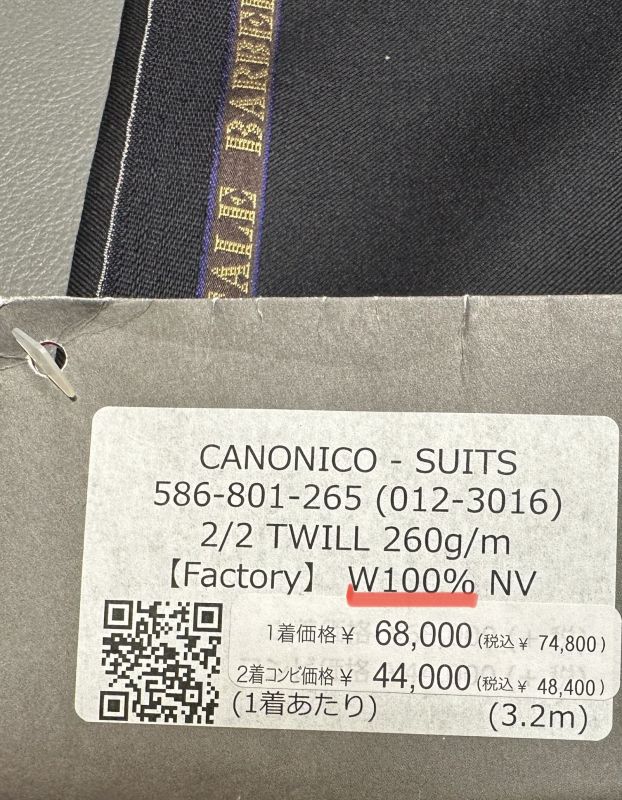 ALE BARBE
CANONICO - SUITS
586-801-265 (012-3016)
2/2 TWILL 260g/m
【Factory】 W100% NV
1着価格￥ 68,000 (税込￥ 74,800)
2着コンビ価格￥ 44,000 (税込￥ 48,400)
(1着あたり) (3.2m)